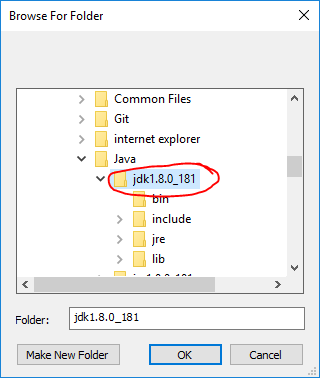 Browse For Folder
Common Files
Git
internet explorer
Java
jdk1.8.0_181
bin
include
jre
lib
Folder:
jdk1.8.0_181
Make New Folder
OK
Cancel